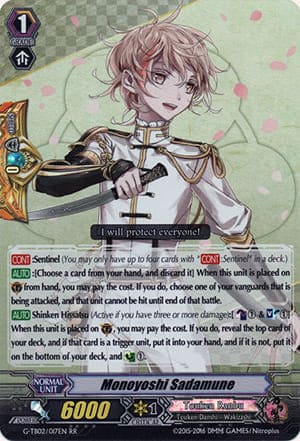 1
GRADE
0
I will protect everyone!
CONT :Sentinel (You may only have up to four cards with " CONT :Sentinel" in a deck.)
AUTO :[Choose a card from your hand, and discard it] When this unit is placed on
from hand, you may pay the cost. If you do, choose one of your vanguards that
is being attacked, and that unit cannot be hit until end of that battle.
AUTO Shinken Hissatsu (Active if you have three or more damage):[ 1 & 1]
When this unit is placed on , you may pay the cost. If you do, reveal the top card
of your deck, and if that card is a trigger unit, put it into your hand, and if it is not, put it
on the bottom of your deck, and 1.
NORMAL
UNIT
Monoyoshi Sadamune
POWER
6000
1
CRITICAL
Touken Ranbu
Touken Danshi - Wakizashi
G-TB02/017EN RR
©2015-2016 DMM GAMES/Nitroplus